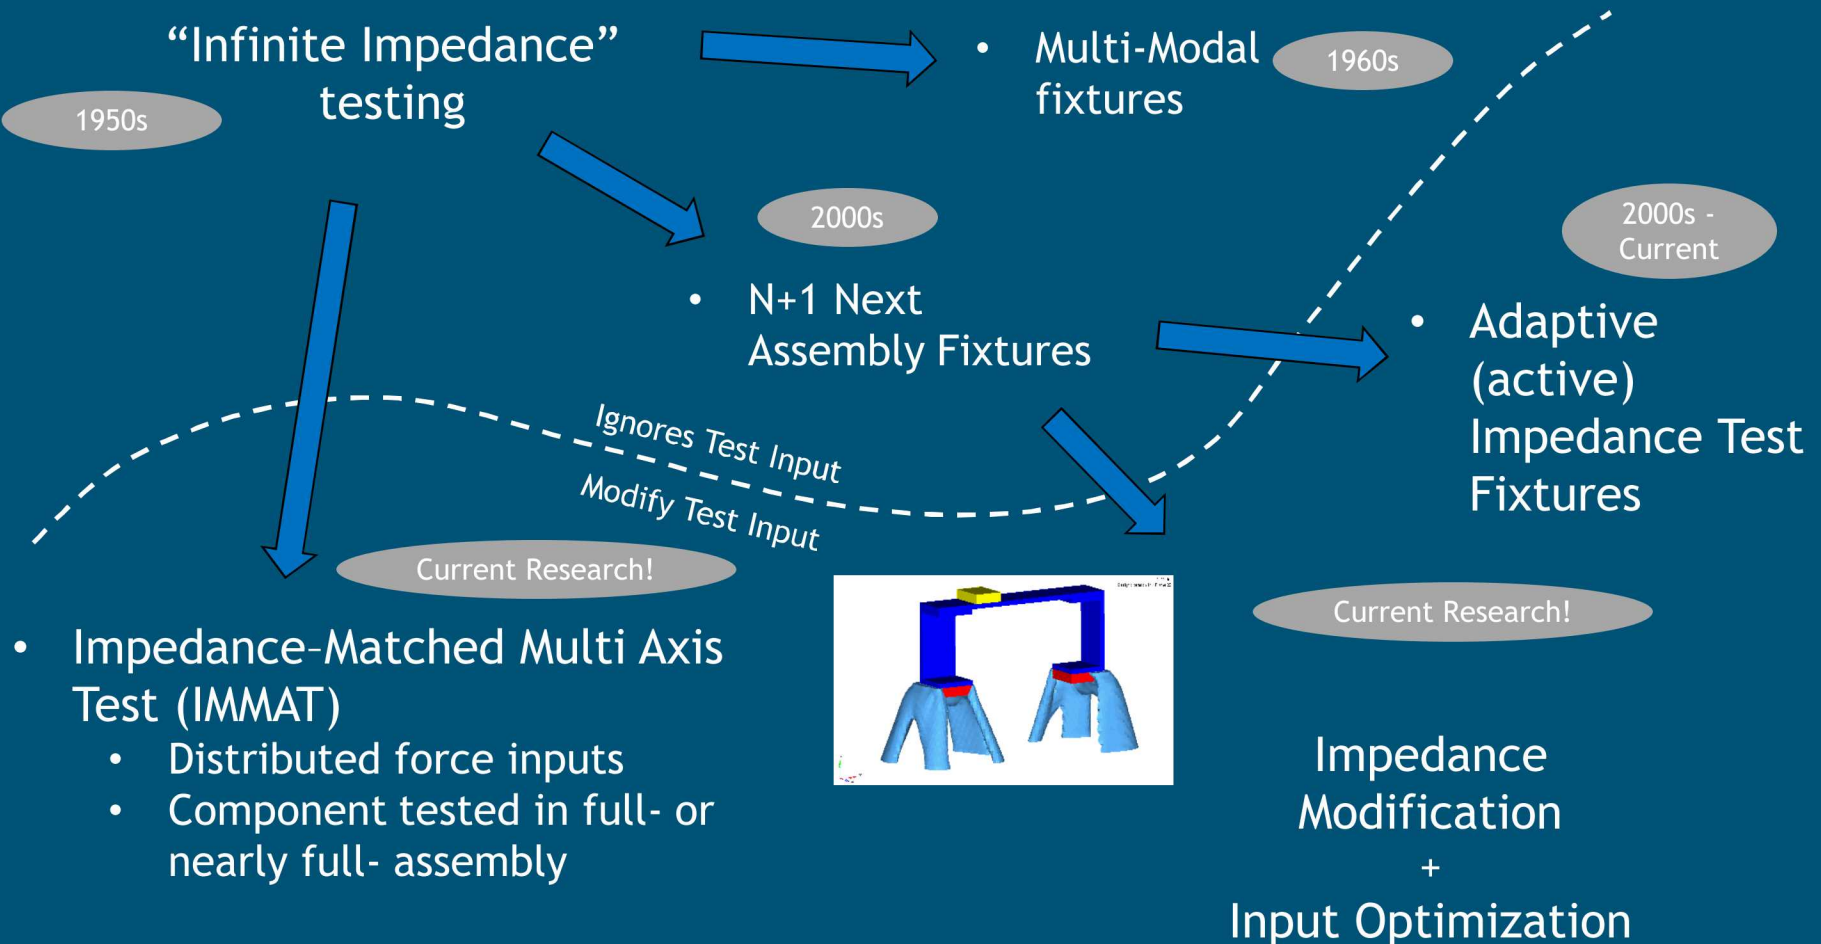 “Infinite Impedance”
testing
1950s
• Multi-Modal
fixtures
1960s
2000s
• N+1 Next
Assembly Fixtures
2000s -
Current
• Adaptive
(active)
Impedance Test
Fixtures
Ignores Test Input
Modify Test Input
Current Research!
• Impedance–Matched Multi Axis
Test (IMMAT)
• Distributed force inputs
• Component tested in full- or
nearly full- assembly
Current Research!
Impedance
Modification
+
Input Optimization